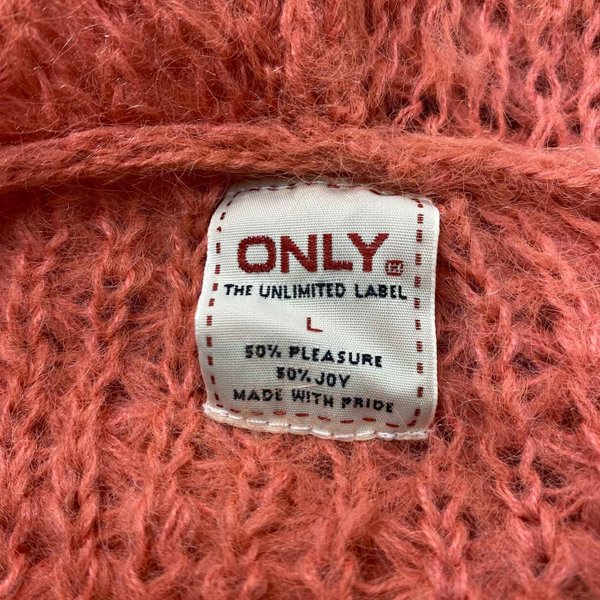 ONLY.
THE UNLIMITED LABEL
L
50% PLEASURE
50% JOY
MADE WITH PRIDE